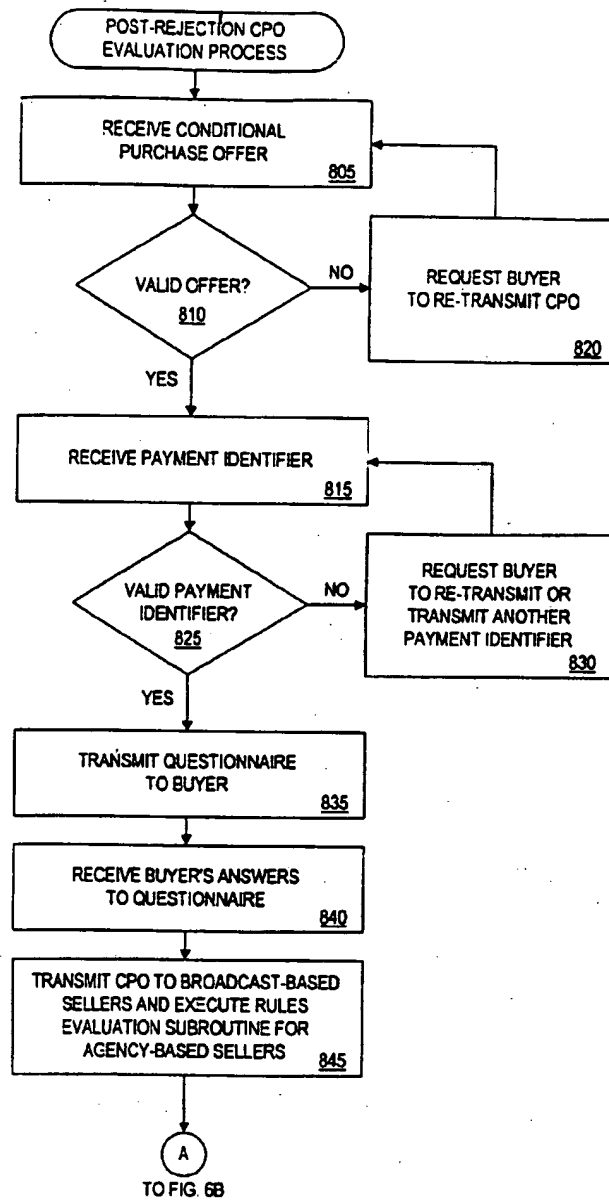 POST-REJECTION CPO
EVALUATION PROCESS
RECEIVE CONDITIONAL
PURCHASE OFFER
805
VALID OFFER?
810
NO
REQUEST BUYER
TO RE-TRANSMIT CPO
820
YES
RECEIVE PAYMENT IDENTIFIER
815
VALID PAYMENT
IDENTIFIER?
825
NO
REQUEST BUYER
TO RE-TRANSMIT OR
TRANSMIT ANOTHER
PAYMENT IDENTIFIER
830
YES
TRANSMIT QUESTIONNAIRE
TO BUYER
835
RECEIVE BUYER'S ANSWERS
TO QUESTIONNAIRE
840
TRANSMIT CPO TO BROADCAST-BASED
SELLERS AND EXECUTE RULES
EVALUATION SUBROUTINE FOR
AGENCY-BASED SELLERS
845
A
TO FIG. 6B